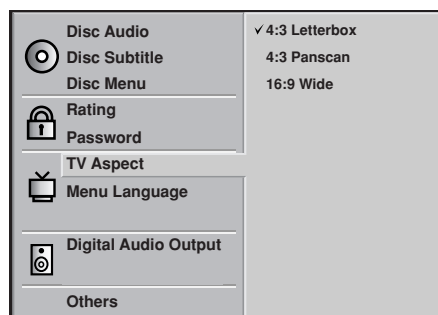 Disc Audio
Disc Subtitle
Disc Menu
Rating
Password
TV Aspect
Menu Language
Digital Audio Output
Others
✓ 4:3 Letterbox
4:3 Panscan
16:9 Wide